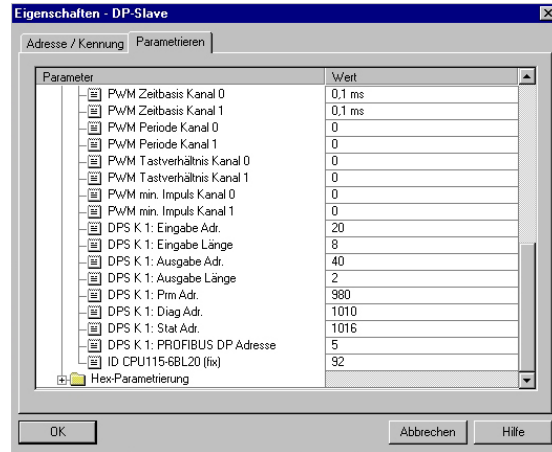 Eigenschaften - DP-Slave
Adresse / Kennung Parametrieren
Parameter Wert
PWM Zeitbasis Kanal 0 0,1 ms
PWM Zeitbasis Kanal 1 0,1 ms
PWM Periode Kanal 0 0
PWM Periode Kanal 1 0
PWM Tastverhältnis Kanal 0 0
PWM Tastverhältnis Kanal 1 0
PWM min. Impuls Kanal 0 0
PWM min. Impuls Kanal 1 0
DPS K 1: Eingabe Adr. 20
DPS K 1: Eingabe Länge 8
DPS K 1: Ausgabe Adr. 40
DPS K 1: Ausgabe Länge 2
DPS K 1: Prm Adr. 980
DPS K 1: Diag Adr. 1010
DPS K 1: Stat Adr. 1016
DPS K 1: PROFIBUS DP Adresse 5
ID CPU115-6BL20 (fix) 92
Hex-Parametrierung
OK Abbrechen Hilfe